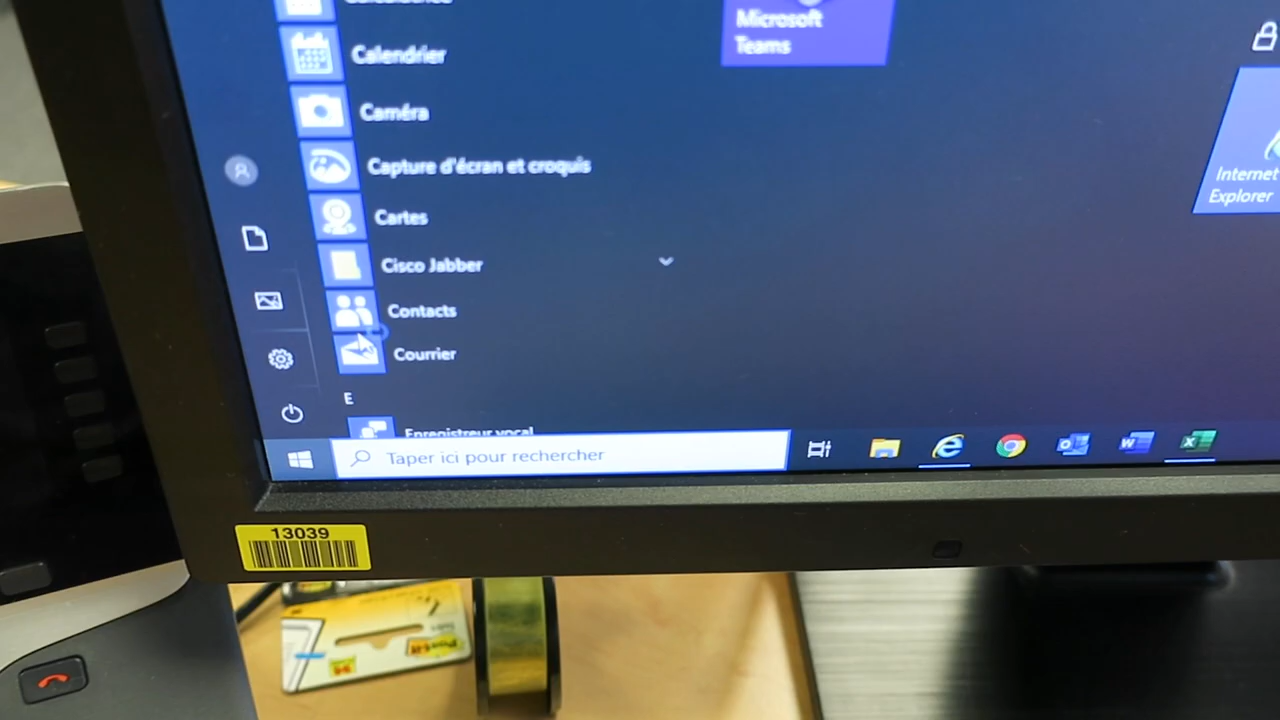 Calendrier
Caméra
Capture d'écran et croquis
Cartes
Cisco Jabber
Contacts
Courrier
E
Enregistreur vocal
Taper ici pour rechercher
Microsoft
Teams
Internet
Explorer
13039